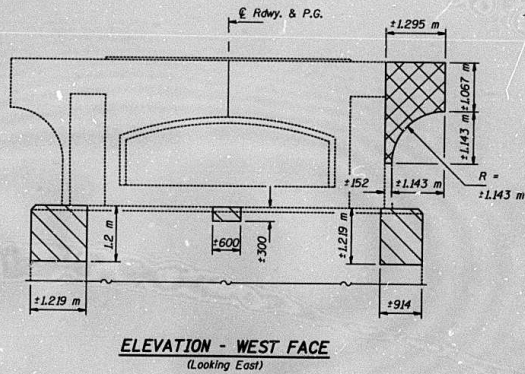 ℄ Rdwy. & P.G.
±1.295 m
±1.067 m
±1.143 m
R =
±1.143 m
±152
±1.143 m
1.2 m
±600
±300
±1.219 m
±1.219 m
±914
ELEVATION - WEST FACE
(Looking East)